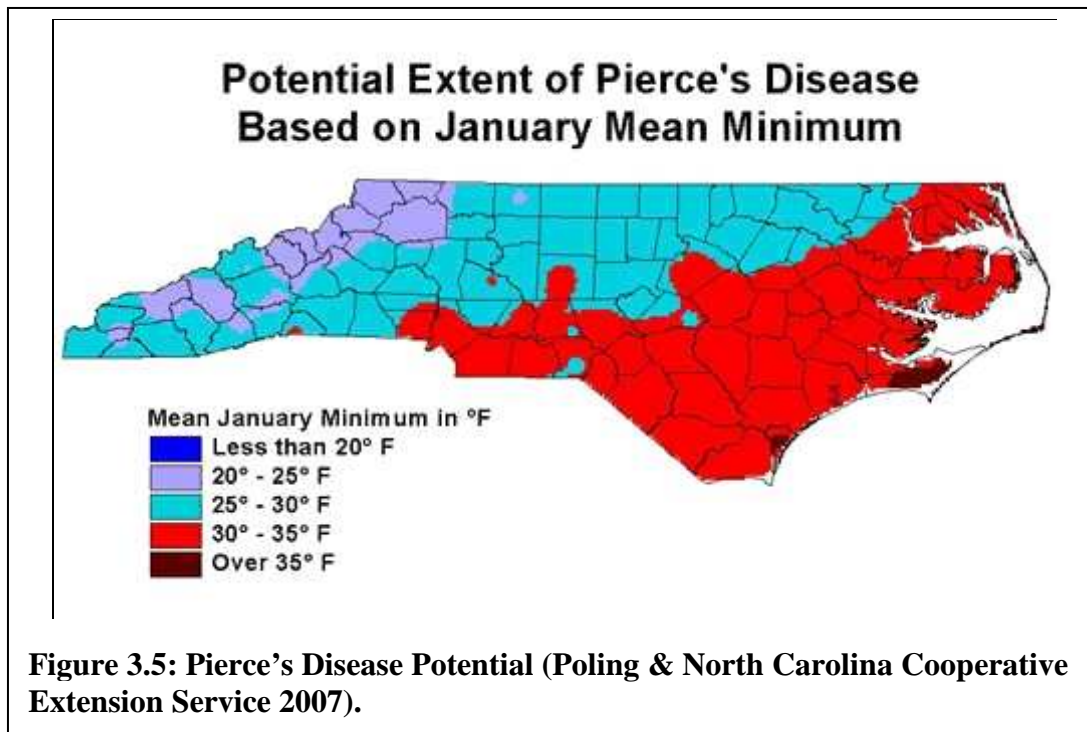 Potential Extent of Pierce's Disease
Based on January Mean Minimum
Mean January Minimum in ºF
Less than 20° F
20° - 25° F
25° - 30° F
30° - 35° F
Over 35° F
Figure 3.5: Pierce’s Disease Potential (Poling & North Carolina Cooperative
Extension Service 2007).